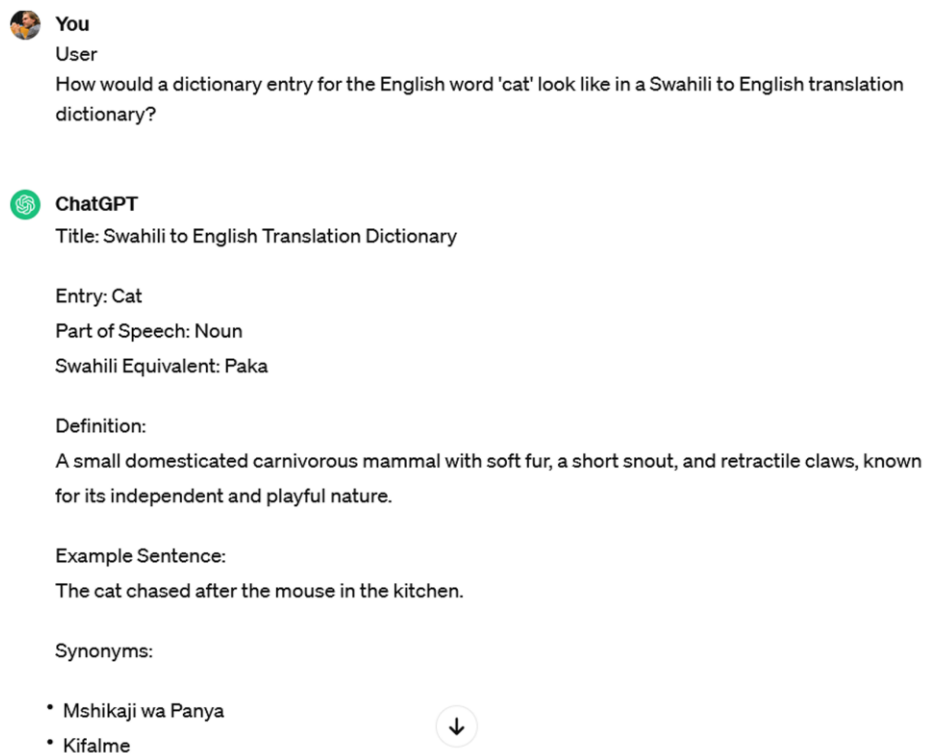 You
User
How would a dictionary entry for the English word 'cat' look like in a Swahili to English translation
dictionary?
ChatGPT
Title: Swahili to English Translation Dictionary
Entry: Cat
Part of Speech: Noun
Swahili Equivalent: Paka
Definition:
A small domesticated carnivorous mammal with soft fur, a short snout, and retractile claws, known
for its independent and playful nature.
Example Sentence:
The cat chased after the mouse in the kitchen.
Synonyms:
• Mshikaji wa Panya
• Kifalme